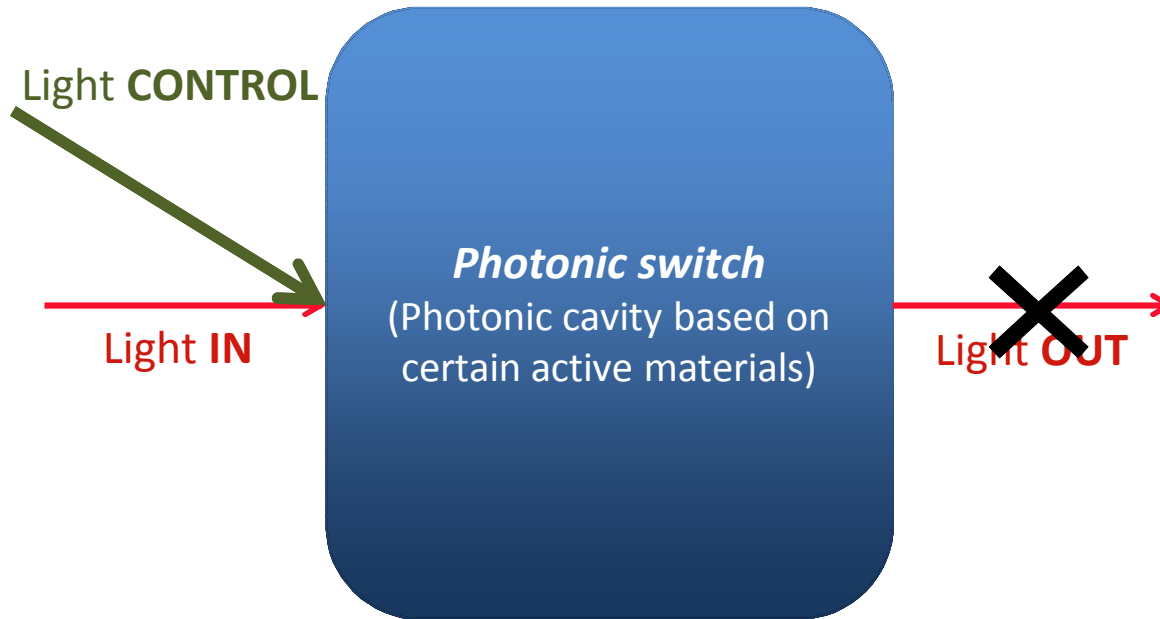 Light CONTROL
Photonic switch
(Photonic cavity based on
certain active materials)
Light IN
Light OUT